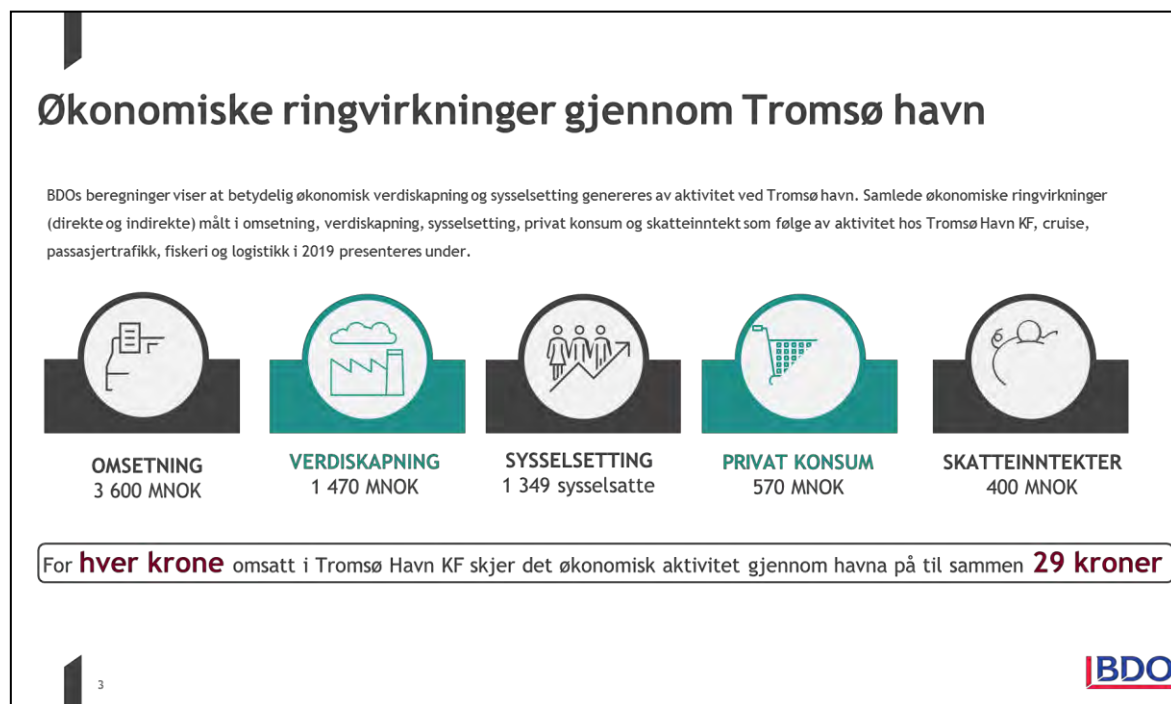 Økonomiske ringvirkninger gjennom Tromsø havn
BDOs beregninger viser at betydelig økonomisk verdiskapning og sysselsetting genereres av aktivitet ved Tromsø havn. Samlede økonomiske ringvirkninger
(direkte og indirekte) målt i omsetning, verdiskapning, sysselsetting, privat konsum og skatteinntekt som følge av aktivitet hos Tromsø Havn KF, cruise,
passasjertrafikk, fiskeri og logistikk i 2019 presenteres under.
OMSETNING
3 600 MNOK
VERDISKAPNING
1 470 MNOK
SYSSELSETTING
1 349 sysselsatte
PRIVAT KONSUM
570 MNOK
SKATTEINNTEKTER
400 MNOK
For hver krone omsatt i Tromsø Havn KF skjer det økonomisk aktivitet gjennom havna på til sammen 29 kroner
3
BDO